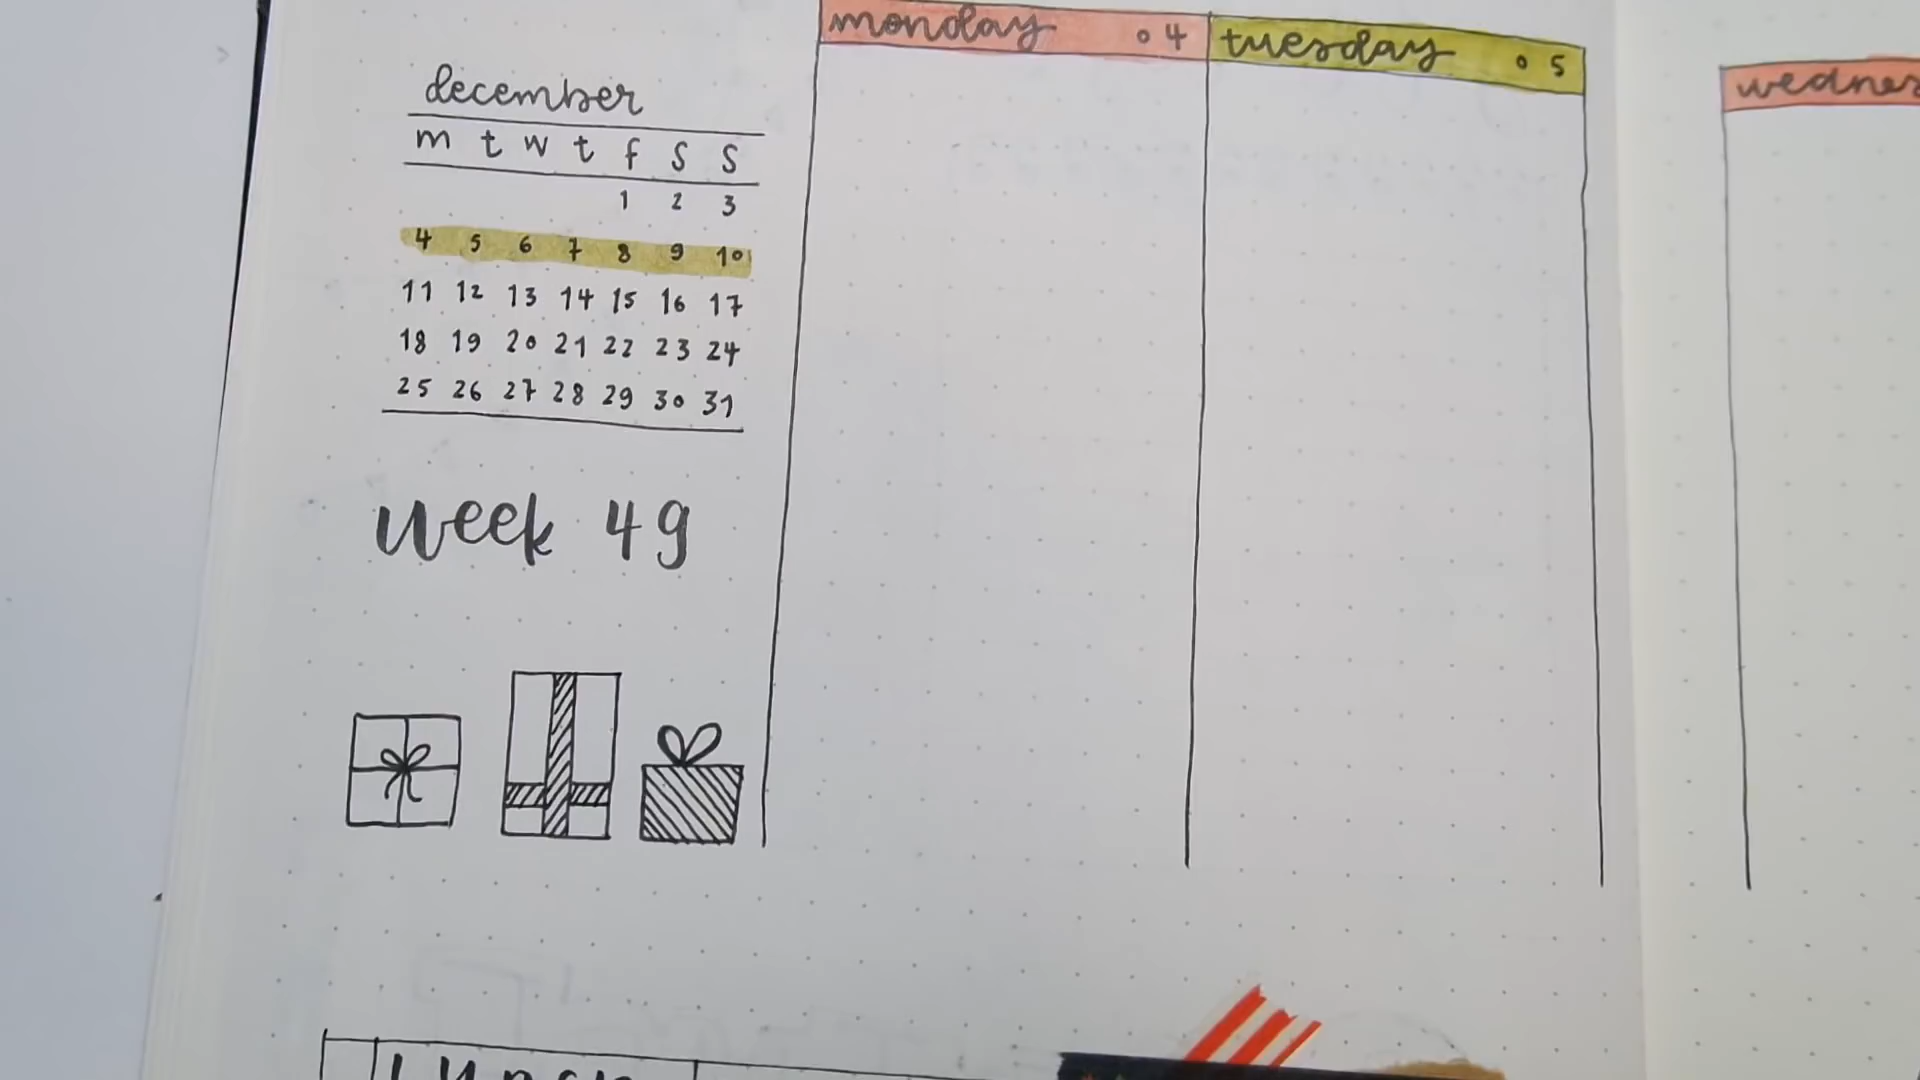 december
m t w t f s s
1 2 3
4 5 6 7 8 9 10
11 12 13 14 15 16 17
18 19 20 21 22 23 24
25 26 27 28 29 30 31
week 49
monday 04
tuesday 05